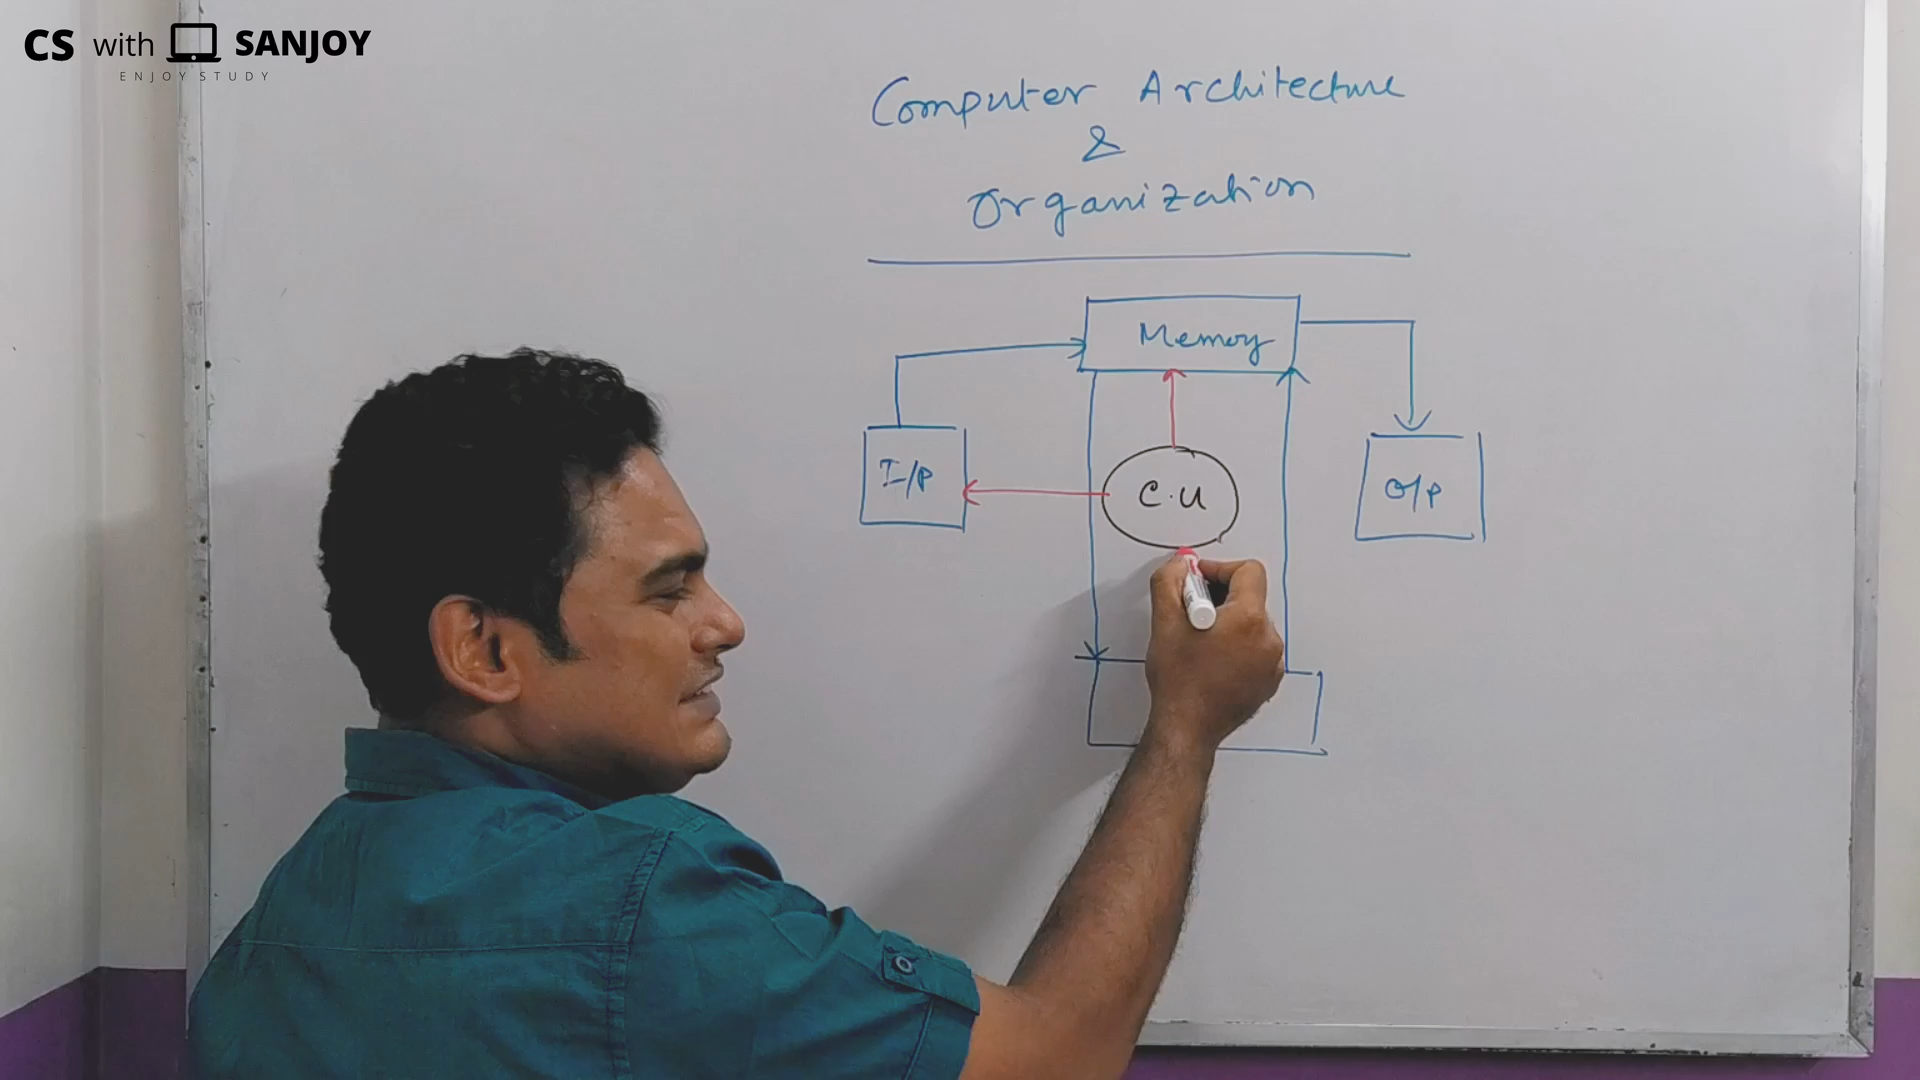 CS with SANJOY
ENJOY STUDY
Computer Architecture
&
Organization
Memory
I/P
C.U
O/P